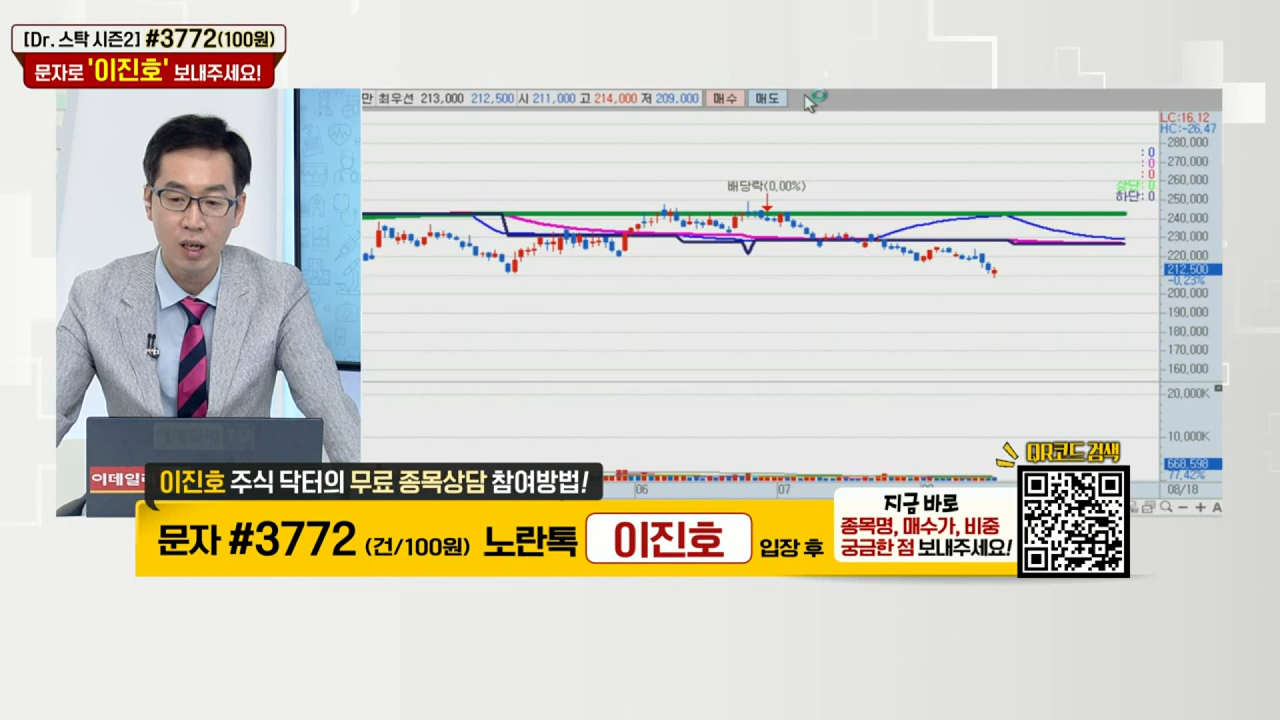 [Dr. 스탁 시즌2] #3772(100원)
문자로 '이진호' 보내주세요!
만 최우선 213,000 212,500 시 211,000 고 214,000 저 209,000 매수 매도
LC:16.12
HC:-26.47
280,000
: 0
270,000
: 0
: 0
260,000
배당락(0.00%)
상단: 0
하단: 0
250,000
240,000
230,000
220,000
212,500
-0.23%
200,000
190,000
180,000
170,000
160,000
20,000K
10,000K
668,598
77.42%
06
07
08/18
A
이데일리
QR코드 검색
이진호 주식 닥터의 무료 종목상담 참여방법!
문자 #3772 (건/100원) 노란톡 이진호 입장 후
지금 바로
종목명, 매수가, 비중
궁금한 점 보내주세요!